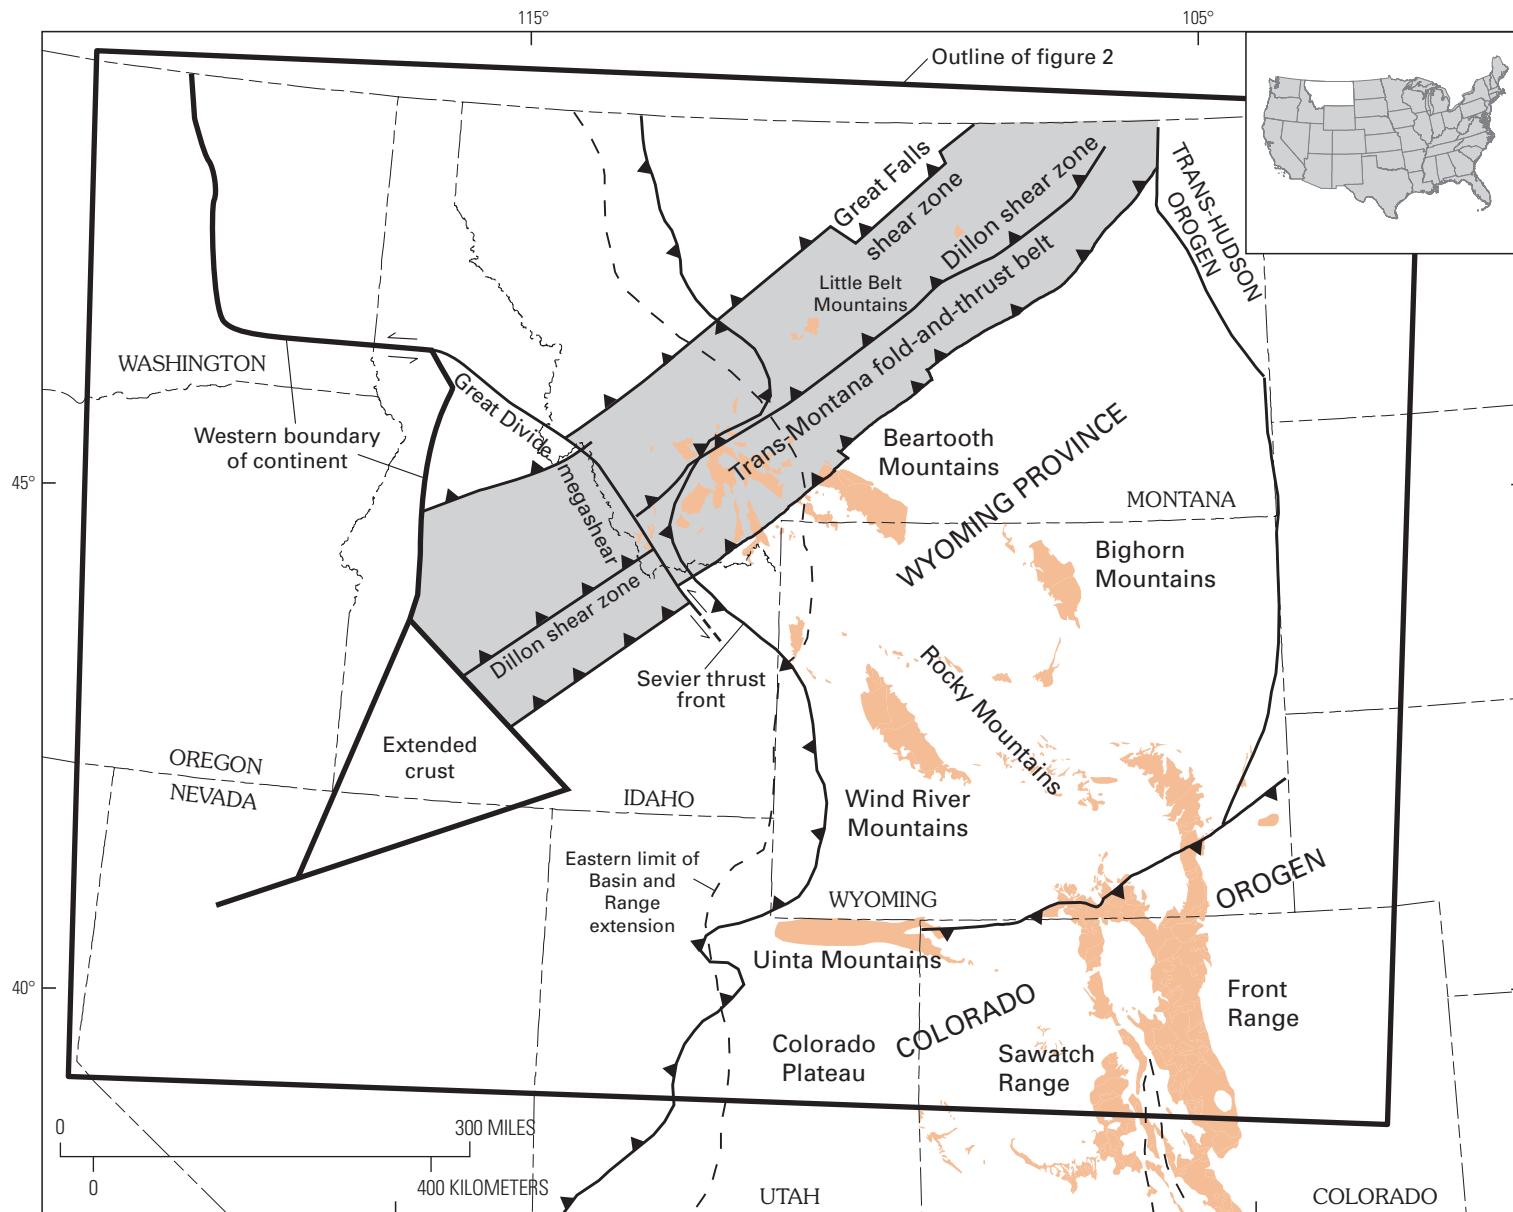 115°
105°
Outline of figure 2
Great Falls
shear zone
Dillon shear zone
TRANS-HUDSON
OROGEN
Little Belt
Mountains
Trans-Montana fold-and-thrust belt
WASHINGTON
Great Divide megashear
Western boundary
of continent
45°
Beartooth
Mountains
WYOMING PROVINCE
MONTANA
Bighorn
Mountains
Dillon shear zone
Sevier thrust
front
Rocky Mountains
Extended
crust
OREGON
NEVADA
IDAHO
Wind River
Mountains
Eastern limit of
Basin and
Range
extension
WYOMING
OROGEN
Uinta Mountains
40°
COLORADO
Front
Range
Colorado
Plateau
Sawatch
Range
0
300 MILES
0
400 KILOMETERS
UTAH
COLORADO